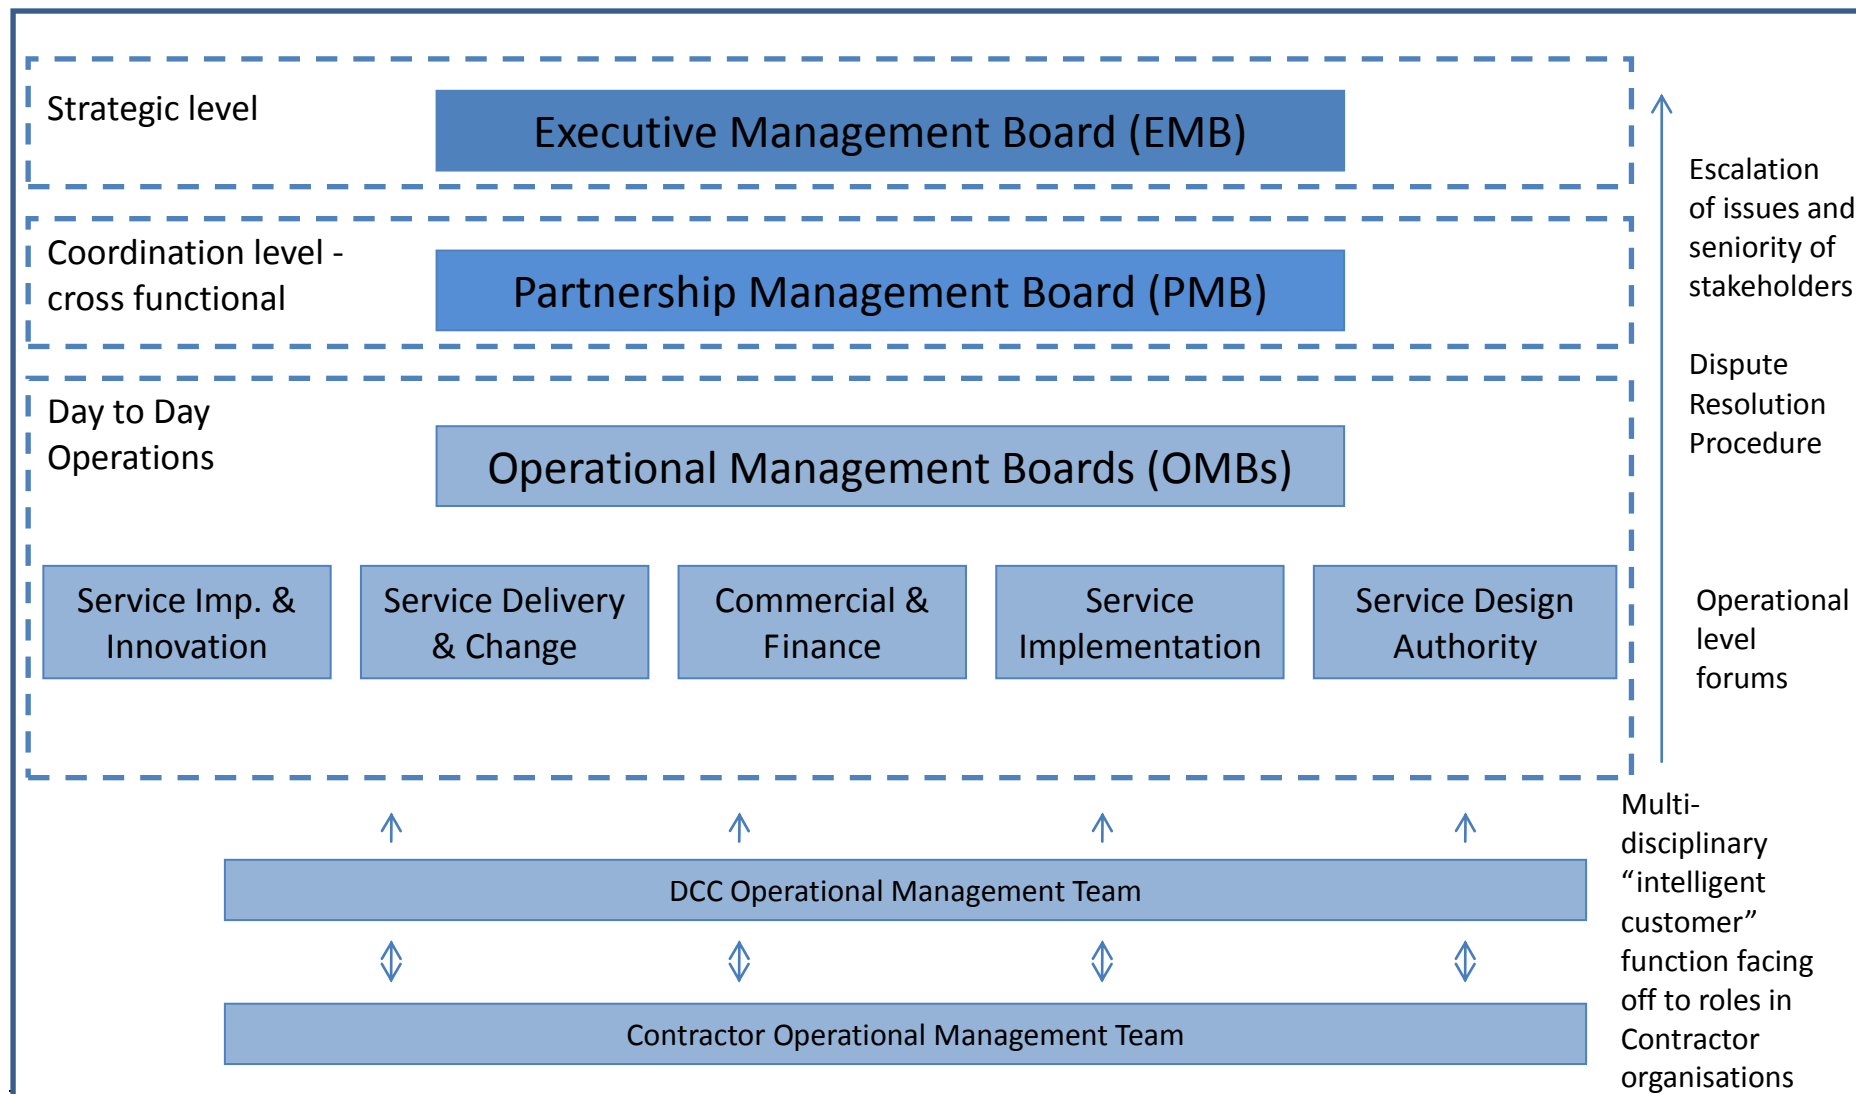 Strategic level
Executive Management Board (EMB)
Coordination level -
cross functional
Partnership Management Board (PMB)
Day to Day
Operations
Operational Management Boards (OMBs)
Service Imp. &
Innovation
Service Delivery
& Change
Commercial &
Finance
Service
Implementation
Service Design
Authority
DCC Operational Management Team
Contractor Operational Management Team
Escalation
of issues and
seniority of
stakeholders
Dispute
Resolution
Procedure
Operational
level
forums
Multi-
disciplinary
“intelligent
customer”
function facing
off to roles in
Contractor
organisations